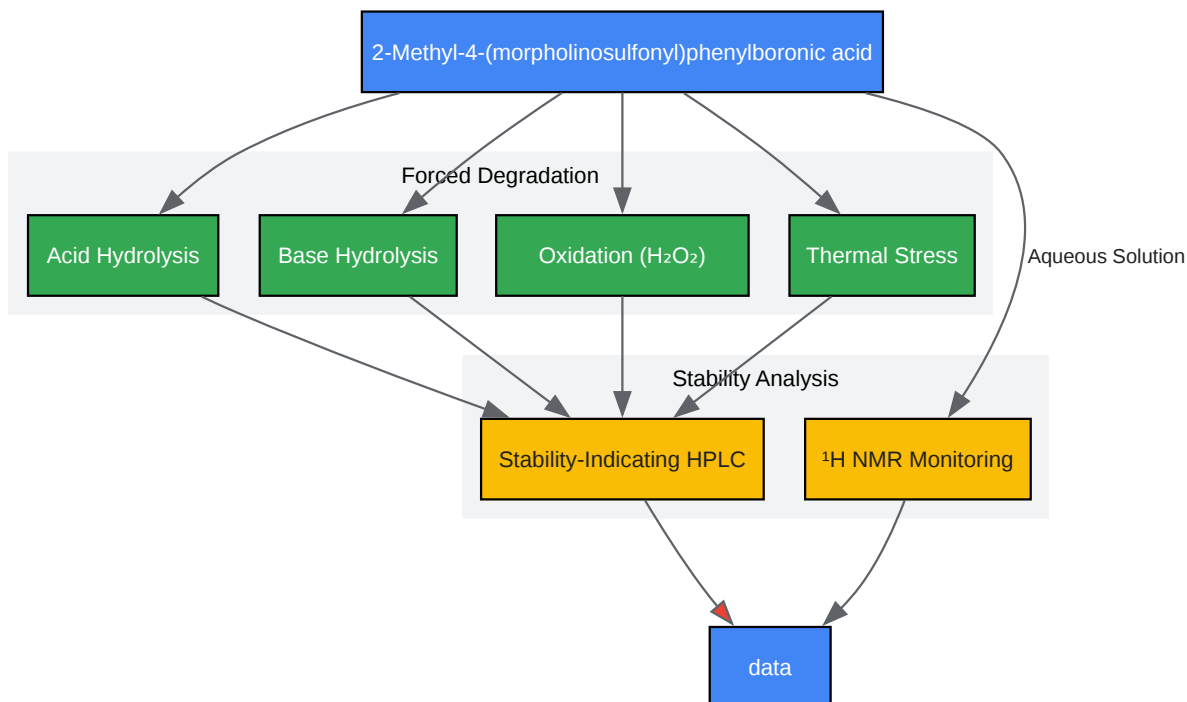 2-Methyl-4-(morpholinosulfonyl)phenylboronic acid
Forced Degradation
Acid Hydrolysis
Base Hydrolysis
Oxidation (H₂O₂)
Thermal Stress
Aqueous Solution
Stability Analysis
Stability-Indicating HPLC
¹H NMR Monitoring
data